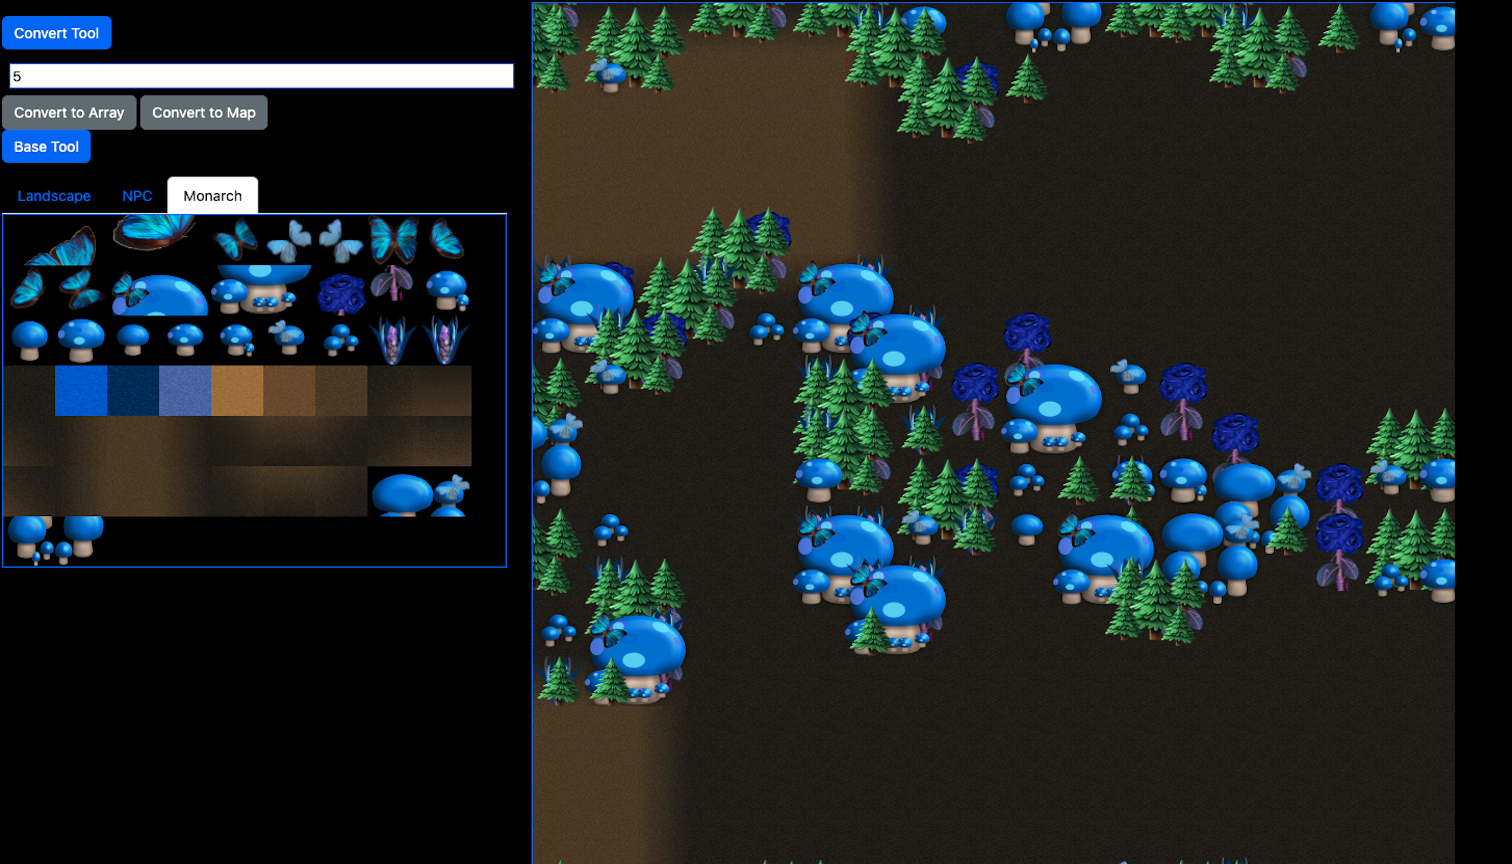 Convert Tool
5
Convert to Array Convert to Map
Base Tool
Landscape NPC Monarch